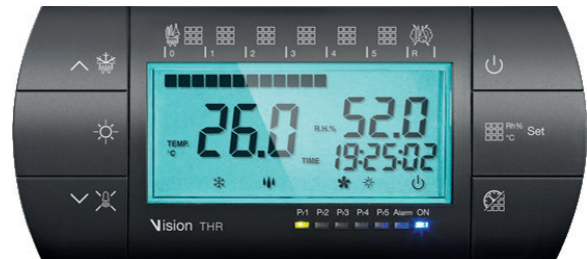 0 1 2 3 4 5 R
26.0
TEMP. °C
R.H.% 52.0
TIME 19:25:02
Rh% °C Set
Vision THR
Pr1 Pr2 Pr3 Pr4 Pr5 Alarm ON